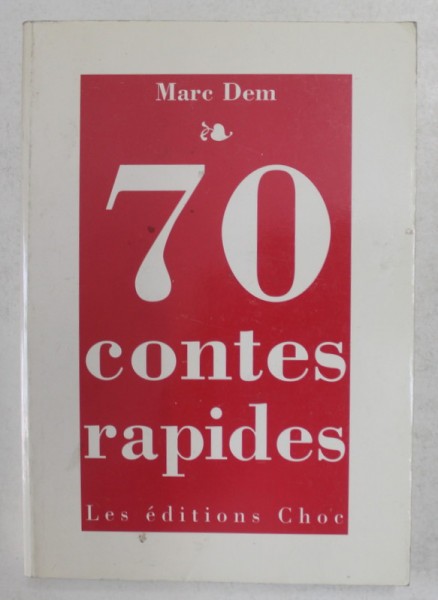 Marc Dem
70
contes
rapides
Les éditions Choc